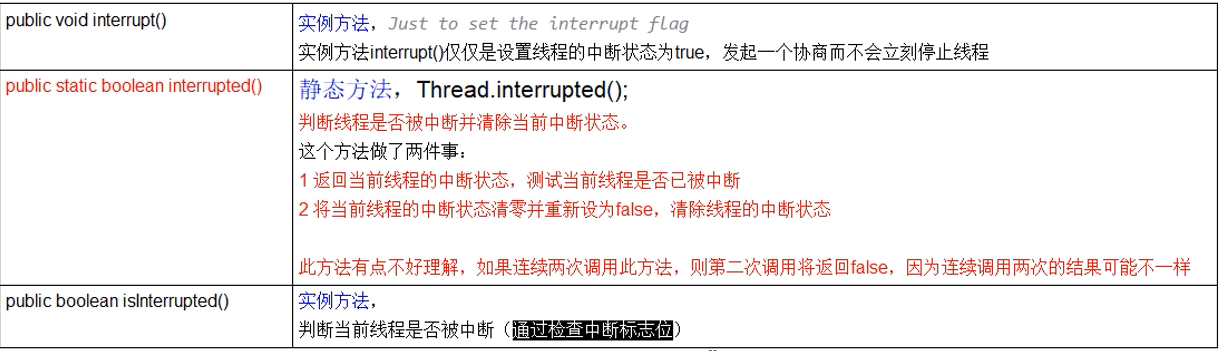 public void interrupt()
实例方法，Just to set the interrupt flag
实例方法interrupt()仅仅是设置线程的中断状态为true，发起一个协商而不会立刻停止线程
public static boolean interrupted()
静态方法，Thread.interrupted();
判断线程是否被中断并清除当前中断状态。
这个方法做了两件事：
1 返回当前线程的中断状态，测试当前线程是否已被中断
2 将当前线程的中断状态清零并重新设为false，清除线程的中断状态
此方法有点不好理解，如果连续两次调用此方法，则第二次调用将返回false，因为连续调用两次的结果可能不一样
public boolean isInterrupted()
实例方法，
判断当前线程是否被中断（通过检查中断标志位）